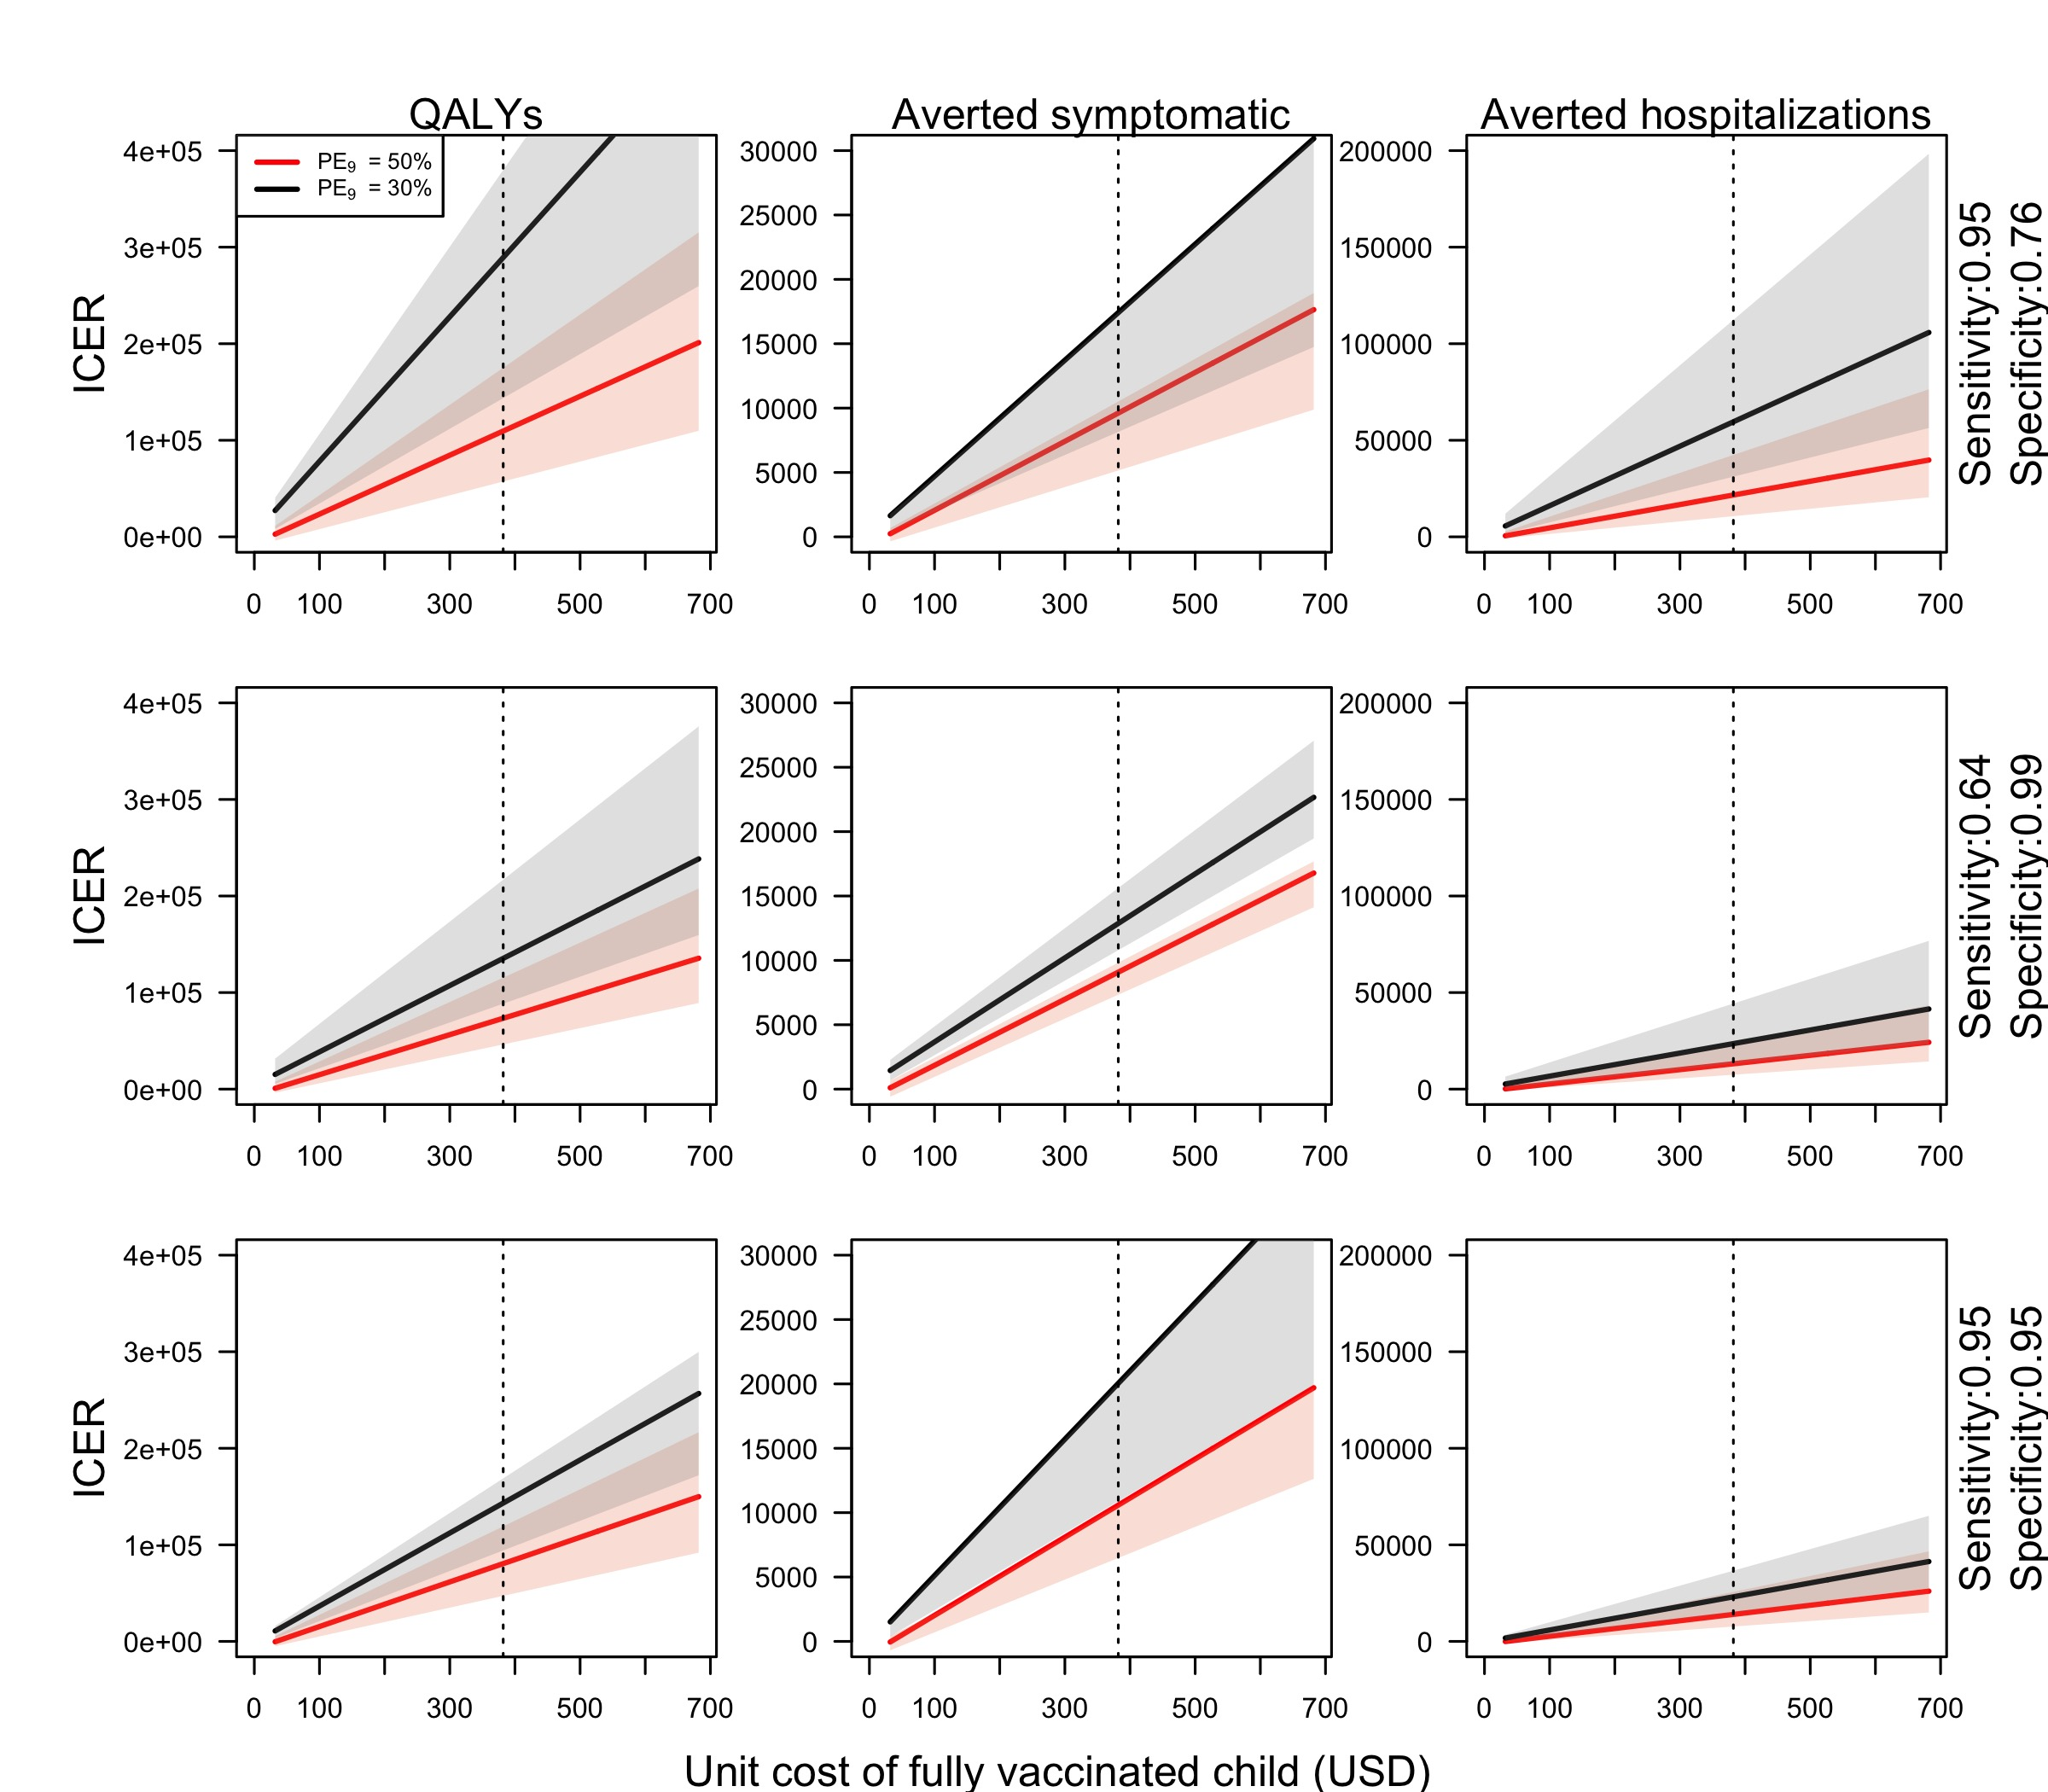 QALYs Averted symptomatic Averted hospitalizations
PE9 = 50%
PE9 = 30%
ICER
4e+05
3e+05
2e+05
1e+05
0e+00
0 100 300 500 700
30000
25000
20000
15000
10000
5000
0
0 100 300 500 700
200000
150000
100000
50000
0
0 100 300 500 700
Sensitivity:0.95
Specificity:0.76
ICER
4e+05
3e+05
2e+05
1e+05
0e+00
0 100 300 500 700
30000
25000
20000
15000
10000
5000
0
0 100 300 500 700
200000
150000
100000
50000
0
0 100 300 500 700
Sensitivity:0.64
Specificity:0.99
ICER
4e+05
3e+05
2e+05
1e+05
0e+00
0 100 300 500 700
30000
25000
20000
15000
10000
5000
0
0 100 300 500 700
200000
150000
100000
50000
0
0 100 300 500 700
Sensitivity:0.95
Specificity:0.95
Unit cost of fully vaccinated child (USD)